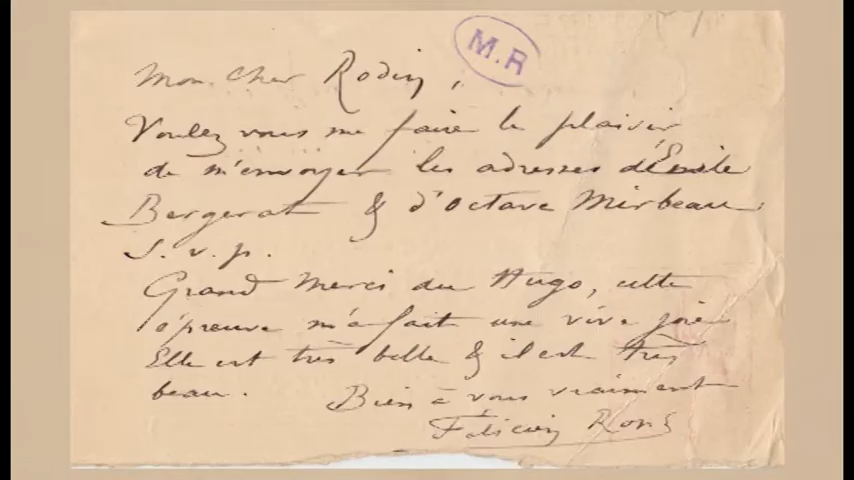 M.R
Mon Cher Rodin,
Voulez vous me faire le plaisir
de m'envoyer les adresses d'Emile
Bergerat & d'Octave Mirbeau
S. v. p.
Grand Merci du Hugo, cette
épreuve m'a fait une vive joie
Elle est très belle & il est très
beau.
Bien à vous vraiment
Félicien Rops